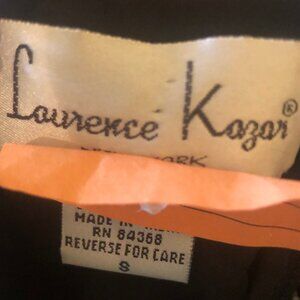 Laurence Kazar®
MADE IN
RN 84368
REVERSE FOR CARE
S